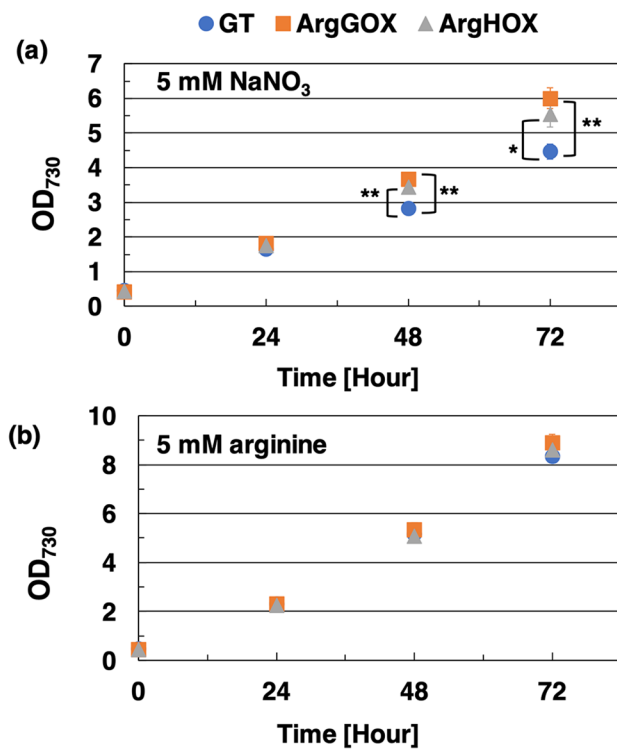 GT ArgGOX ArgHOX
(a)
5 mM NaNO₃
7
6
5
4
3
2
1
0
OD₇₃₀
** **
* **
0 24 48 72
Time [Hour]
(b)
5 mM arginine
10
8
6
4
2
0
OD₇₃₀
0 24 48 72
Time [Hour]